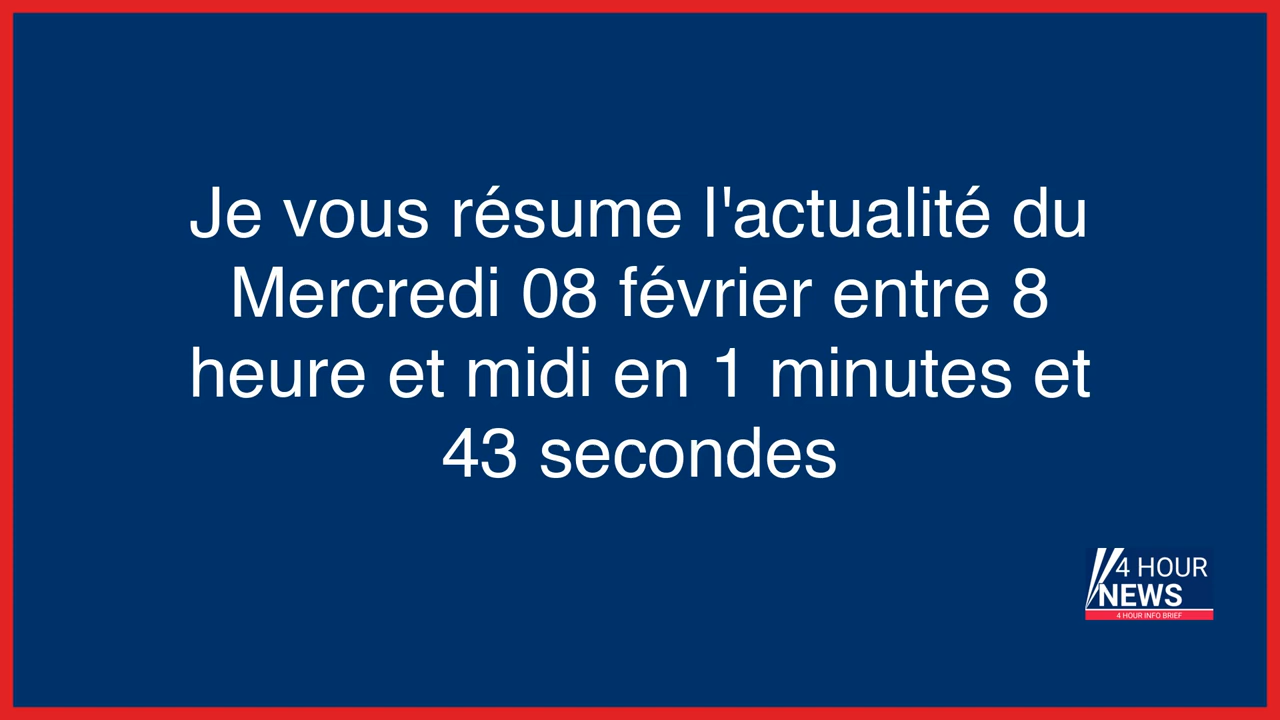 Je vous résume l'actualité du
Mercredi 08 février entre 8
heure et midi en 1 minutes et
43 secondes
4 HOUR
NEWS
4 HOUR INFO BRIEF